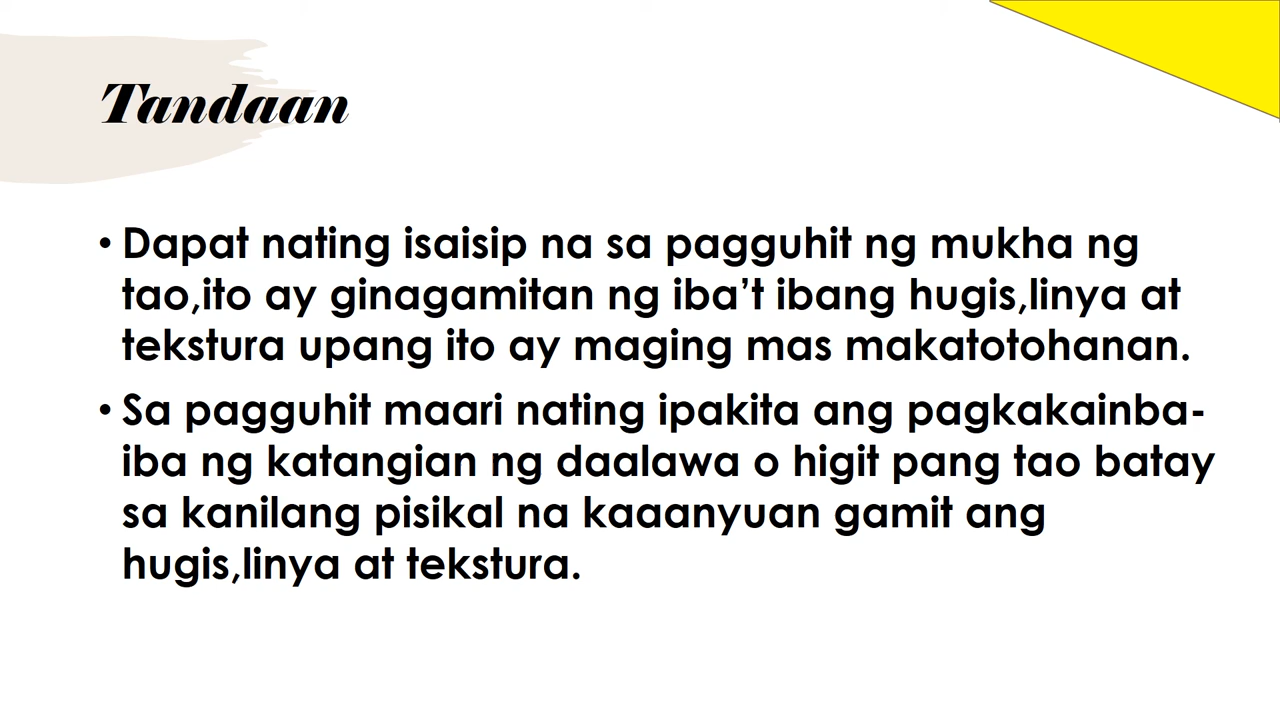 Tandaan
• Dapat nating isaisip na sa pagguhit ng mukha ng
tao,ito ay ginagamitan ng iba’t ibang hugis,linya at
tekstura upang ito ay maging mas makatotohanan.
• Sa pagguhit maari nating ipakita ang pagkakainba-
iba ng katangian ng daalawa o higit pang tao batay
sa kanilang pisikal na kaaanyuan gamit ang
hugis,linya at tekstura.